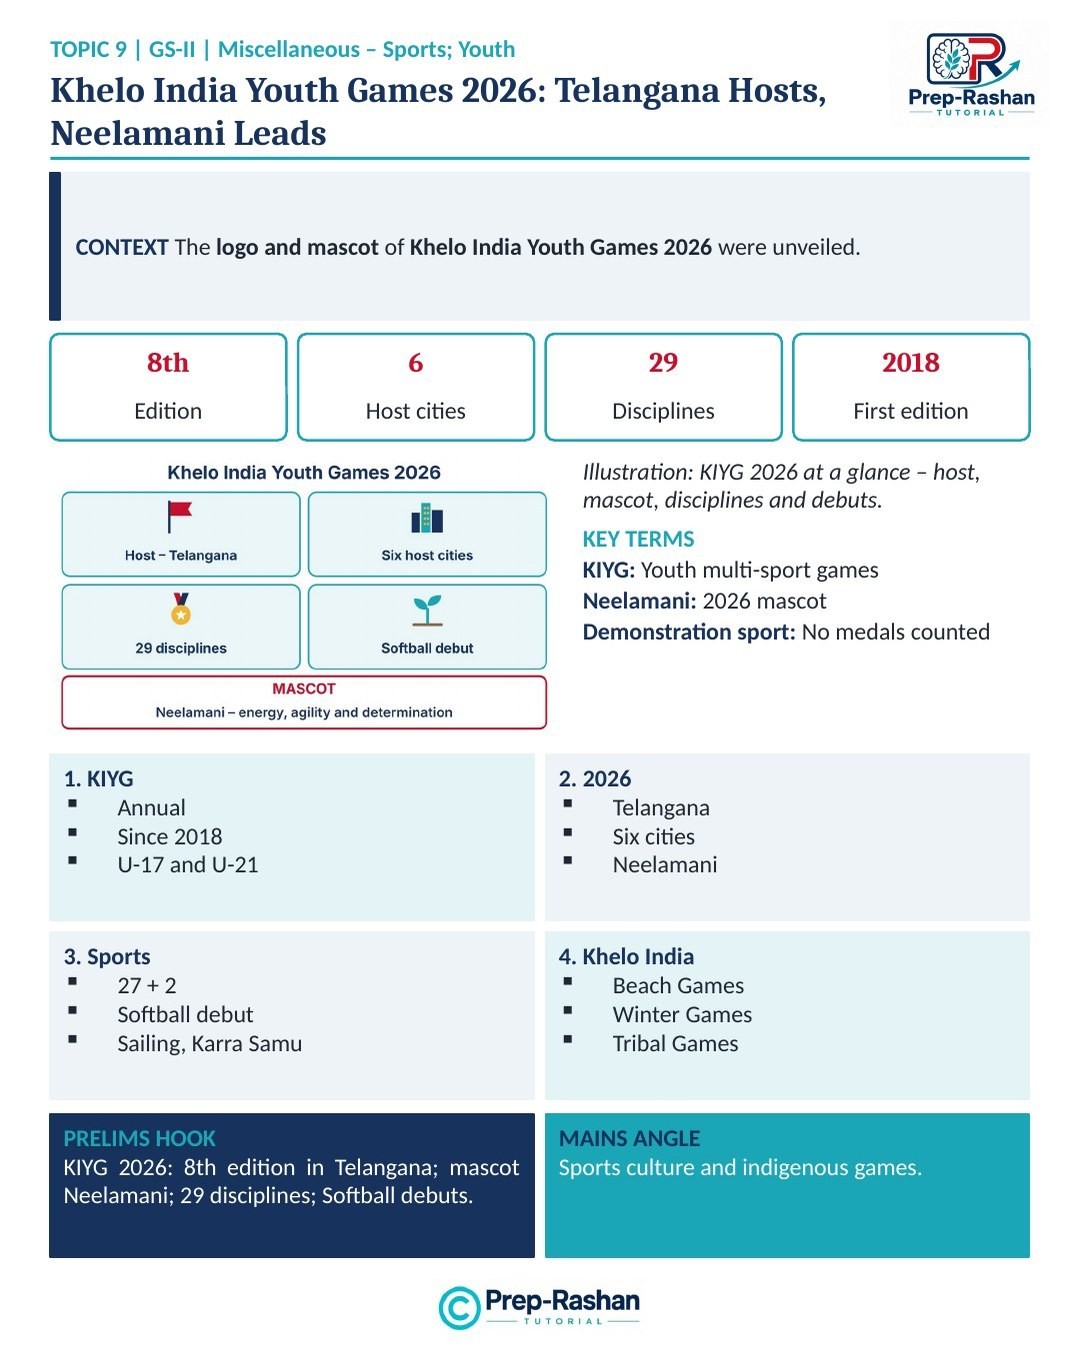 TOPIC 9 | GS-II | Miscellaneous – Sports; Youth
Khelo India Youth Games 2026: Telangana Hosts,
Neelamani Leads
PR
Prep-Rashan
TUTORIAL
CONTEXT The logo and mascot of Khelo India Youth Games 2026 were unveiled.
8th
Edition
6
Host cities
29
Disciplines
2018
First edition
Khelo India Youth Games 2026
Host – Telangana
Six host cities
29 disciplines
Softball debut
MASCOT
Neelamani – energy, agility and determination
Illustration: KIYG 2026 at a glance – host,
mascot, disciplines and debuts.
KEY TERMS
KIYG: Youth multi-sport games
Neelamani: 2026 mascot
Demonstration sport: No medals counted
1. KIYG
▪ Annual
▪ Since 2018
▪ U-17 and U-21
2. 2026
▪ Telangana
▪ Six cities
▪ Neelamani
3. Sports
▪ 27 + 2
▪ Softball debut
▪ Sailing, Karra Samu
4. Khelo India
▪ Beach Games
▪ Winter Games
▪ Tribal Games
PRELIMS HOOK
KIYG 2026: 8th edition in Telangana; mascot
Neelamani; 29 disciplines; Softball debuts.
MAINS ANGLE
Sports culture and indigenous games.
© Prep-Rashan
TUTORIAL